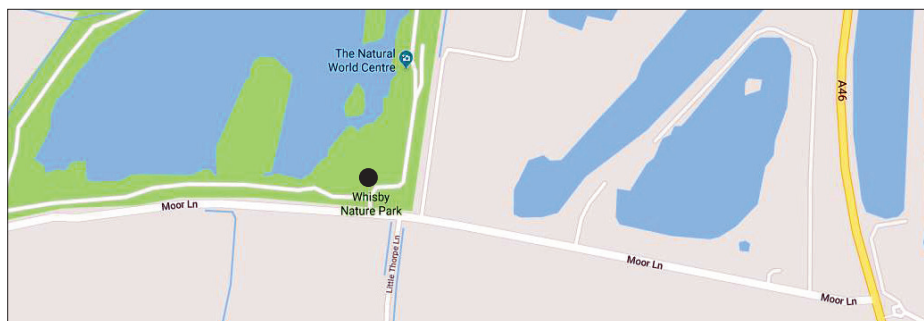 The Natural
World Centre
A46
Whisby
Nature Park
Moor Ln
Little Thorpe Ln
Moor Ln
Moor Ln